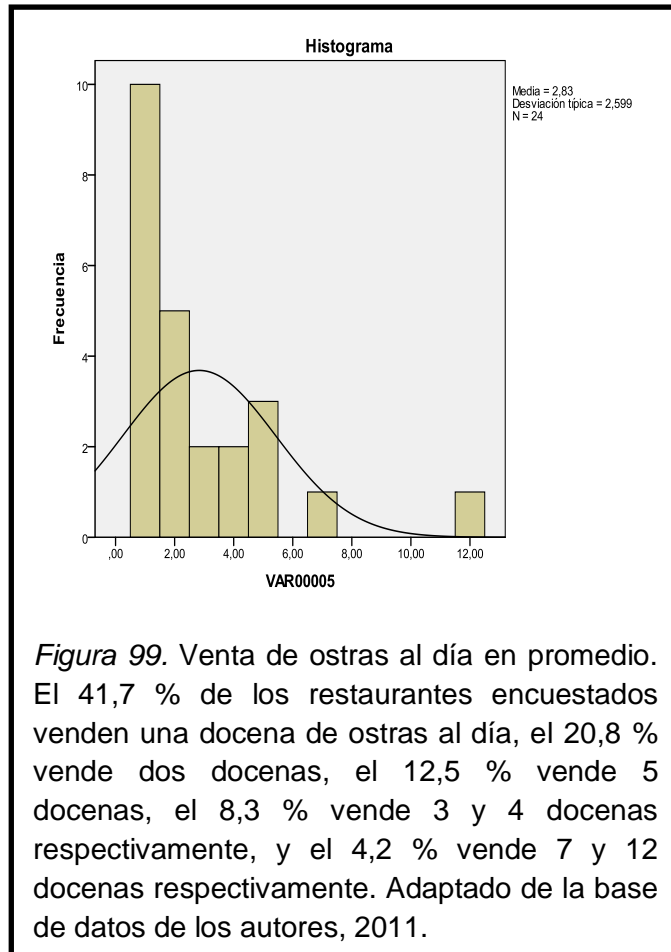 Histograma
Media = 2,83
Desviación típica = 2,599
N = 24
Frecuencia
10
8
6
4
2
0
,00 2,00 4,00 6,00 8,00 10,00 12,00
VAR00005
Figura 99. Venta de ostras al día en promedio.
El 41,7 % de los restaurantes encuestados
venden una docena de ostras al día, el 20,8 %
vende dos docenas, el 12,5 % vende 5
docenas, el 8,3 % vende 3 y 4 docenas
respectivamente, y el 4,2 % vende 7 y 12
docenas respectivamente. Adaptado de la base
de datos de los autores, 2011.